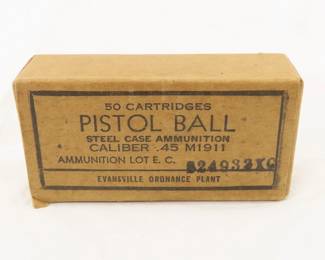 50 CARTRIDGES
PISTOL BALL
STEEL CASE AMMUNITION
CALIBER .45 M1911
AMMUNITION LOT E. C.
EVANSVILLE ORDNANCE PLANT